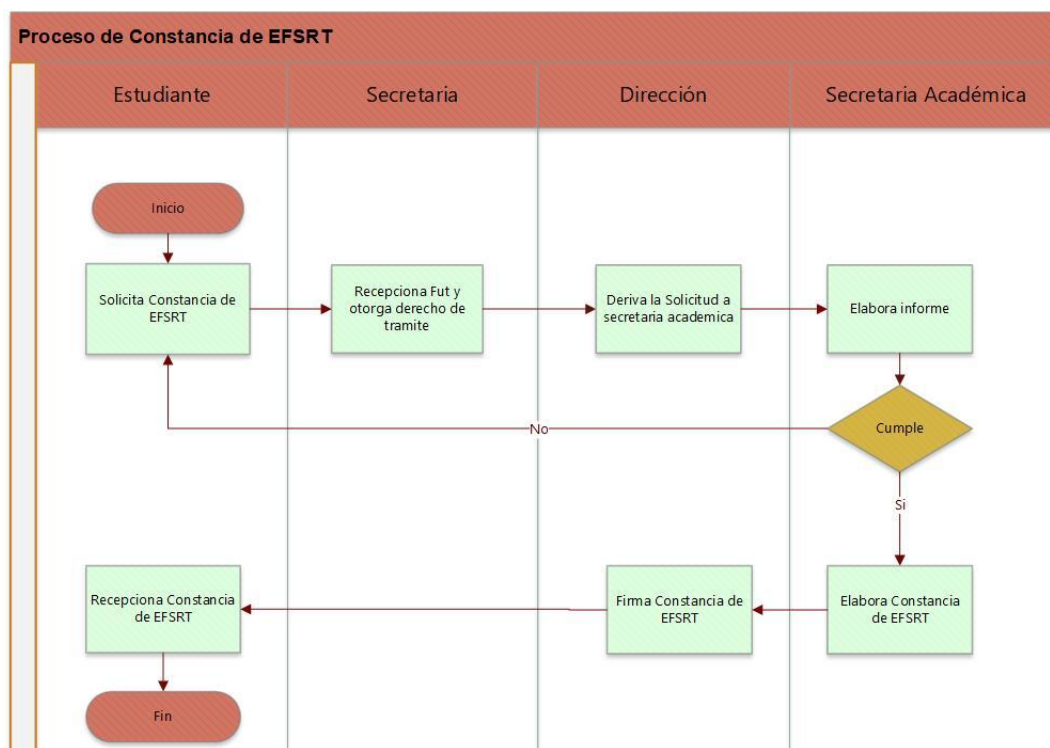 Proceso de Constancia de EFSRT
Estudiante
Secretaria
Dirección
Secretaria Académica
Inicio
Solicita Constancia de
EFSRT
Recepciona Fut y
otorga derecho de
tramite
Deriva la Solicitud a
secretaria academica
Elabora informe
Cumple
No
Si
Recepciona Constancia
de EFSRT
Firma Constancia de
EFSRT
Elabora Constancia
de EFSRT
Fin